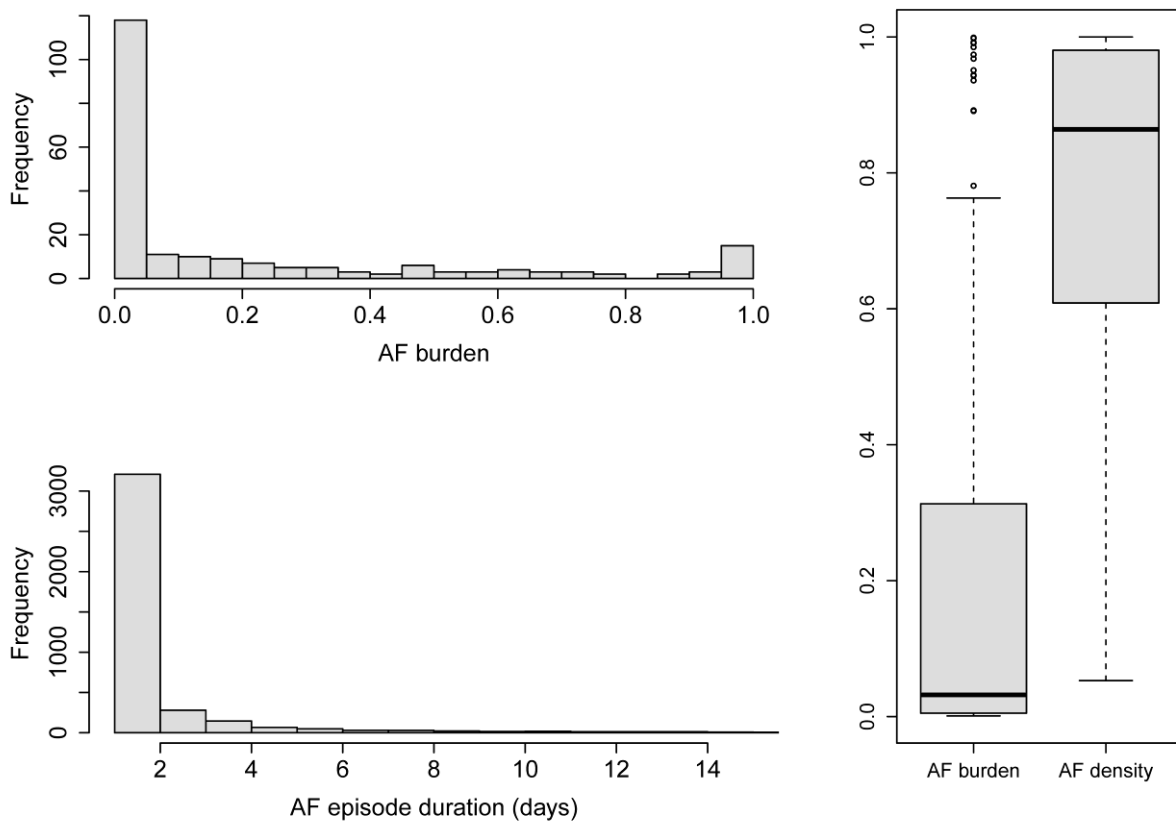 Frequency
100
60
20
0
0.0 0.2 0.4 0.6 0.8 1.0
AF burden
Frequency
3000
2000
1000
0
2 4 6 8 10 12 14
AF episode duration (days)
1.0
0.8
0.6
0.4
0.2
0.0
AF burden AF density